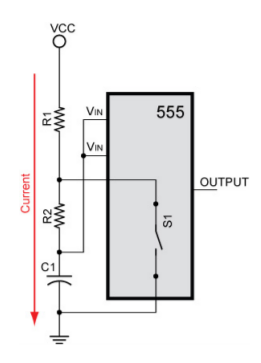 VCC
R1
VIN
555
VIN
OUTPUT
Current
R2
S1
C1